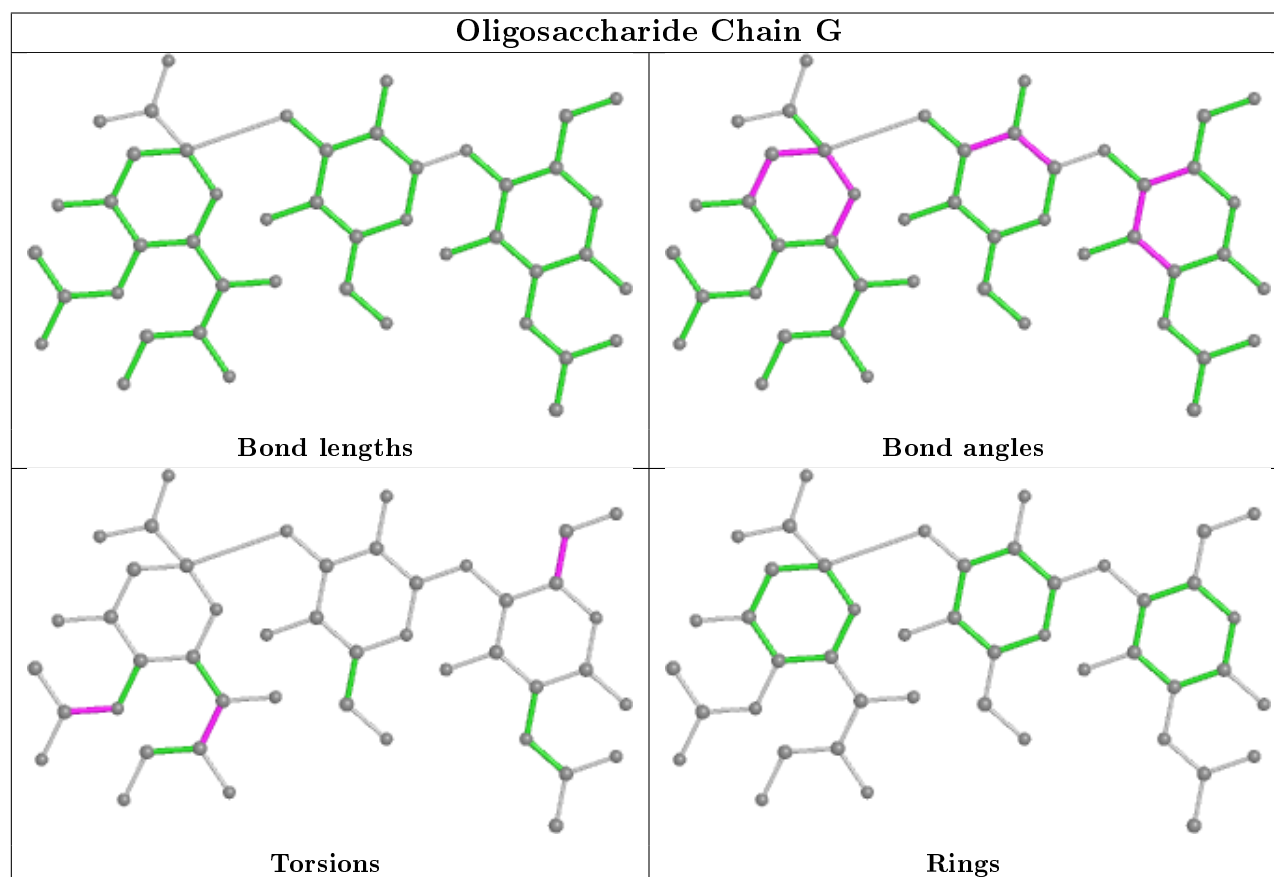 Oligosaccharide Chain G
Bond lengths
Bond angles
Torsions
Rings